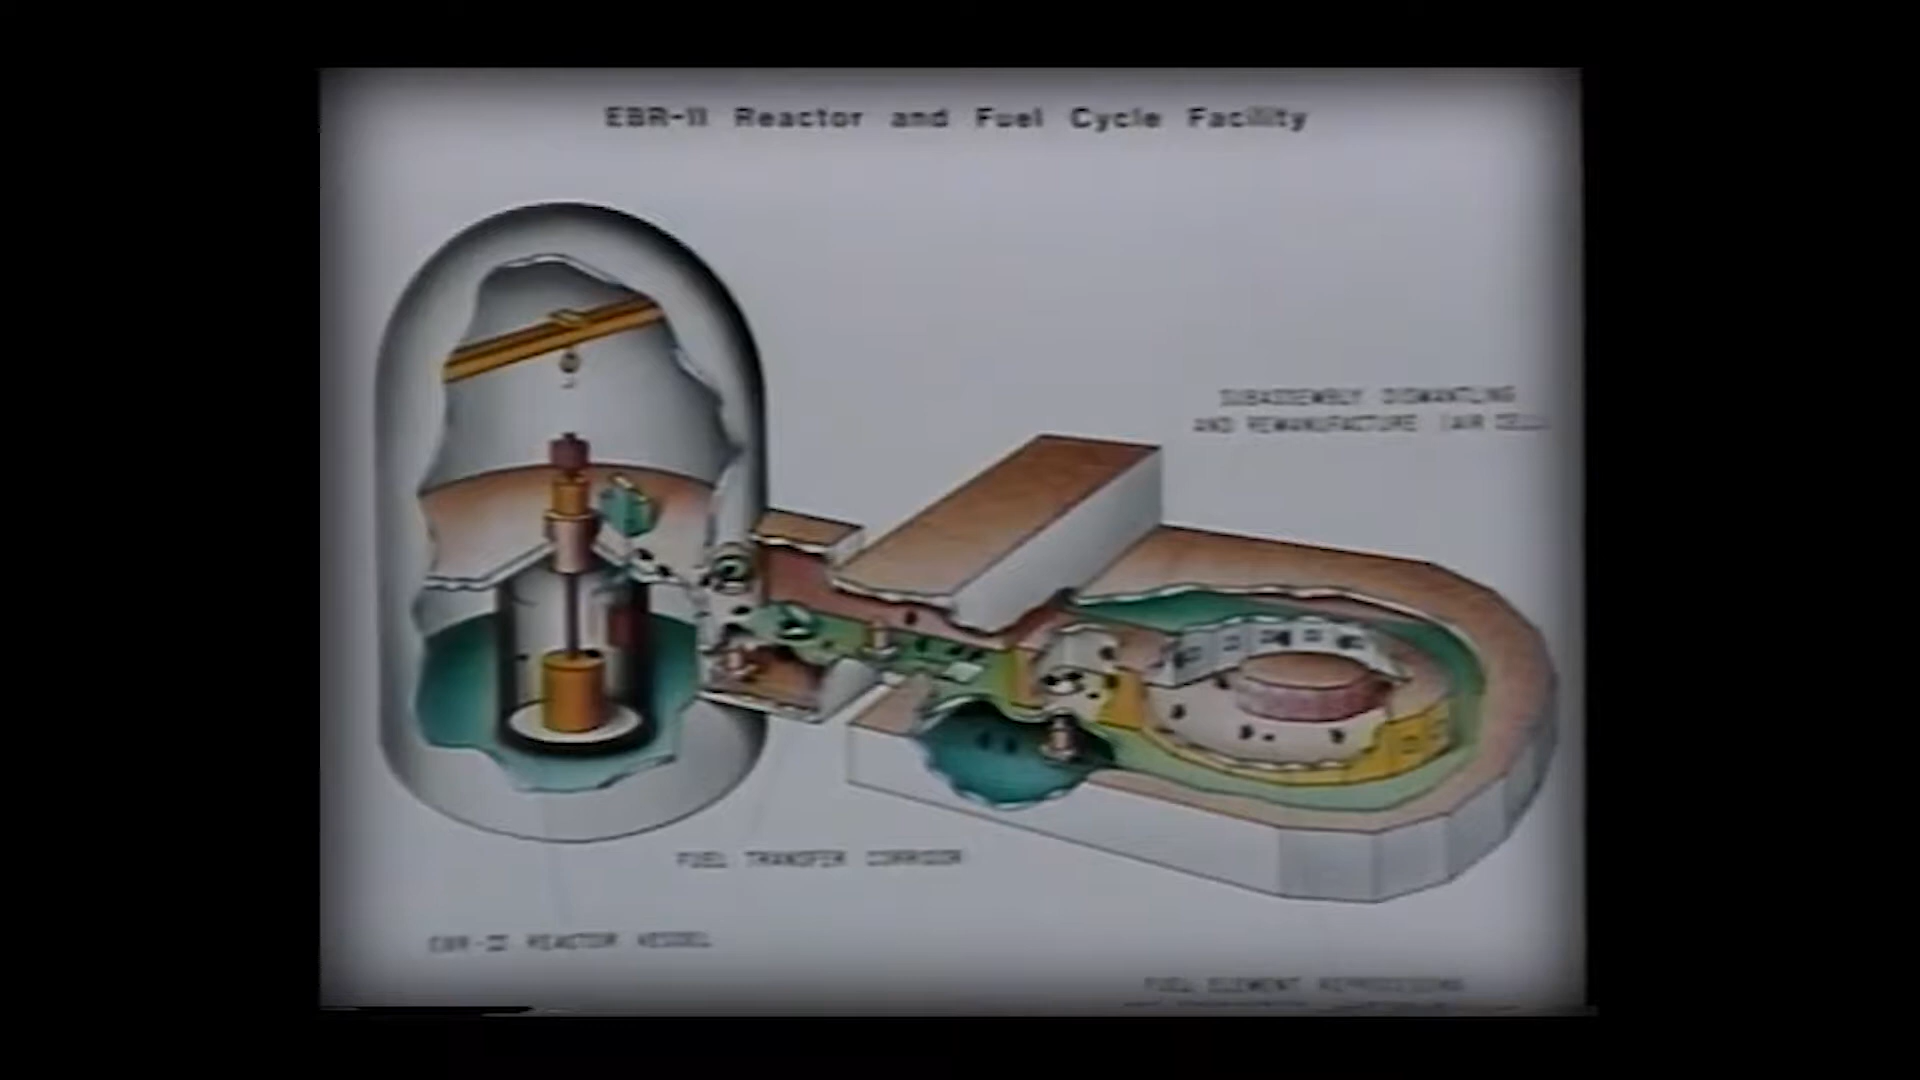 EBR-II Reactor and Fuel Cycle Facility
SUBASSEMBLY DISMANTLING
AND REMANUFACTURE (AIR CELL)
FUEL TRANSFER CORRIDOR
EBR-II REACTOR VESSEL
FUEL ELEMENT REPROCESSING